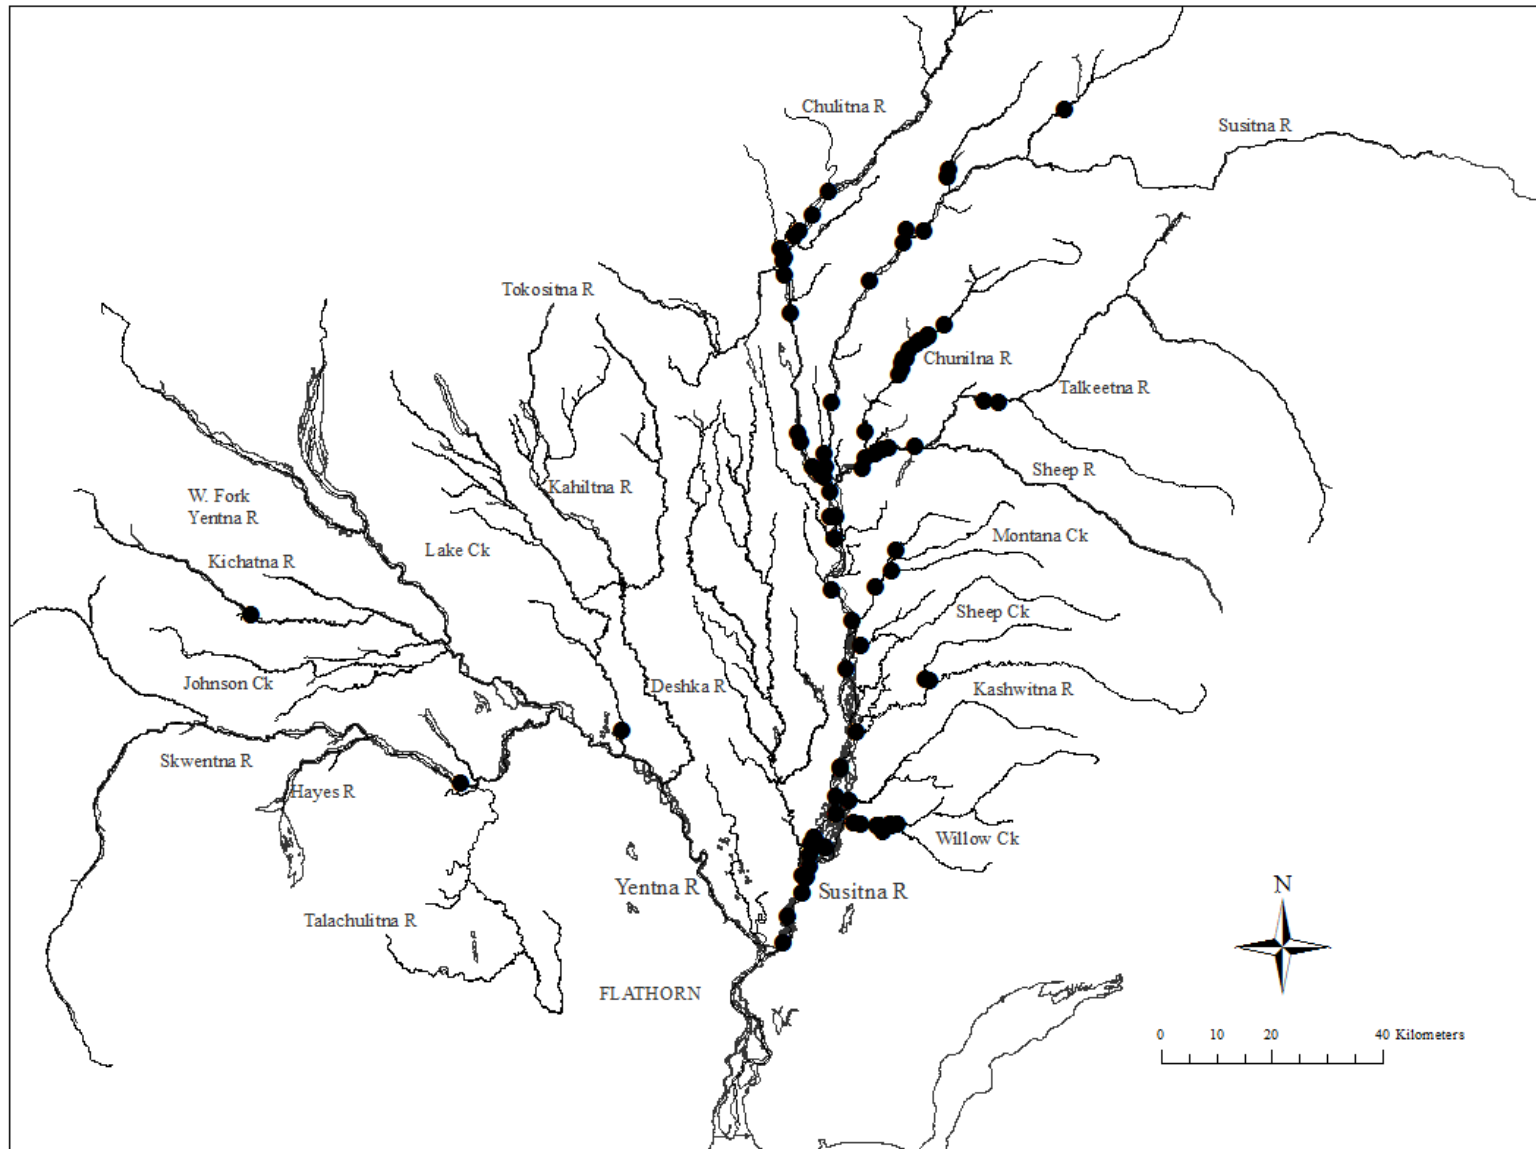 Chulitna R
Susitna R
Tokositna R
Chunilna R
Talkeetna R
Sheep R
Kahiltna R
W. Fork
Yentna R
Montana Ck
Lake Ck
Kichatna R
Sheep Ck
Johnson Ck
Deshka R
Kashwitna R
Skwentna R
Hayes R
Willow Ck
Yentna R
Susitna R
Talachulitna R
N
FLATHORN
0 10 20 40 Kilometers